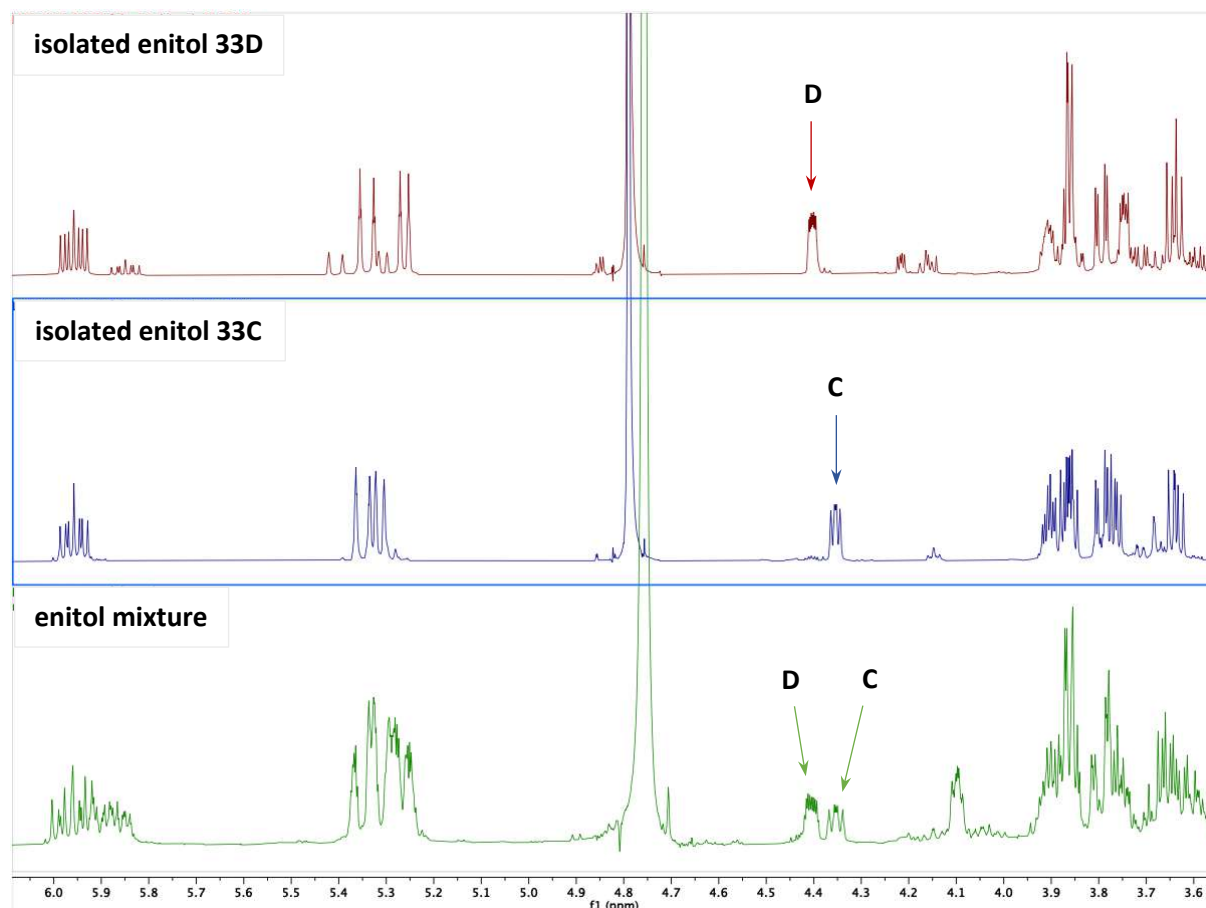 isolated enitol 33D
D
isolated enitol 33C
C
enitol mixture
D C
6.0 5.9 5.8 5.7 5.6 5.5 5.4 5.3 5.2 5.1 5.0 4.9 4.8 4.7 4.6 4.5 4.4 4.3 4.2 4.1 4.0 3.9 3.8 3.7 3.6
f1 (ppm)